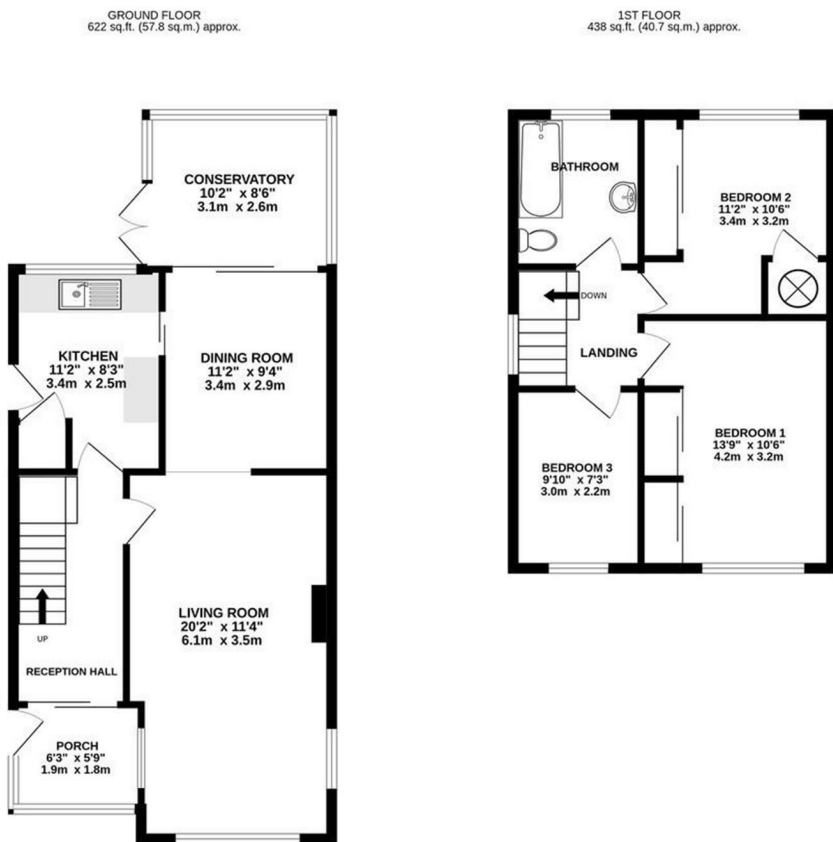 GROUND FLOOR
622 sq.ft. (57.8 sq.m.) approx.
1ST FLOOR
438 sq.ft. (40.7 sq.m.) approx.
CONSERVATORY
10'2" x 8'6"
3.1m x 2.6m
KITCHEN
11'2" x 8'3"
3.4m x 2.5m
DINING ROOM
11'2" x 9'4"
3.4m x 2.9m
LIVING ROOM
20'2" x 11'4"
6.1m x 3.5m
UP
RECEPTION HALL
PORCH
6'3" x 5'9"
1.9m x 1.8m
BATHROOM
BEDROOM 2
11'2" x 10'6"
3.4m x 3.2m
DOWN
LANDING
BEDROOM 1
13'9" x 10'6"
4.2m x 3.2m
BEDROOM 3
9'10" x 7'3"
3.0m x 2.2m